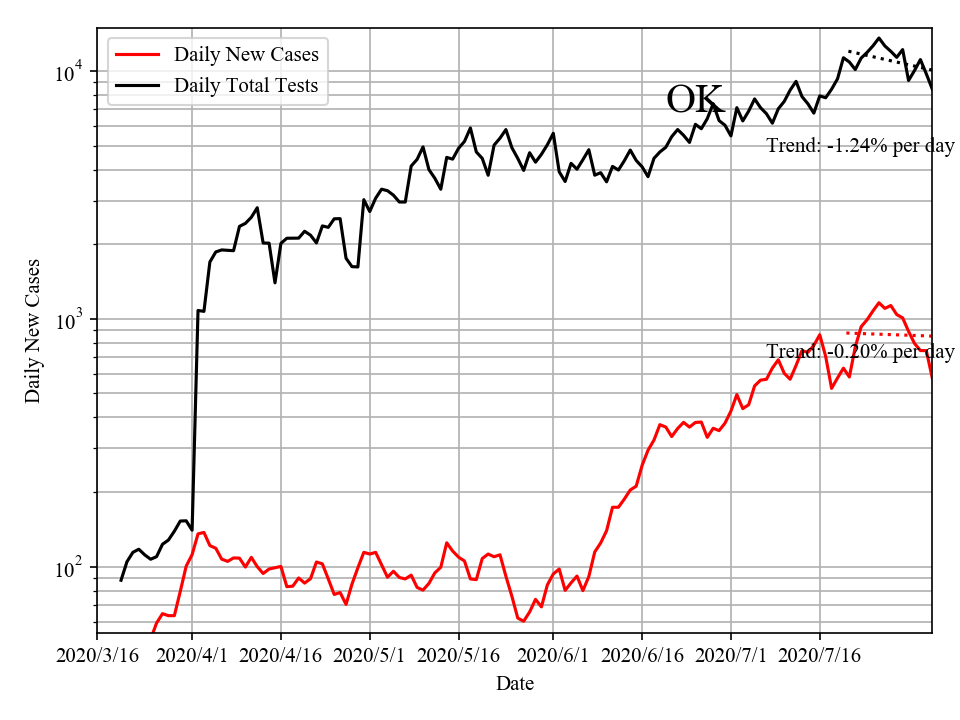 Daily New Cases
Daily Total Tests
OK
Trend: -1.24% per day
Trend: -0.20% per day
10^4
10^3
10^2
Daily New Cases
2020/3/16 2020/4/1 2020/4/16 2020/5/1 2020/5/16 2020/6/1 2020/6/16 2020/7/1 2020/7/16
Date